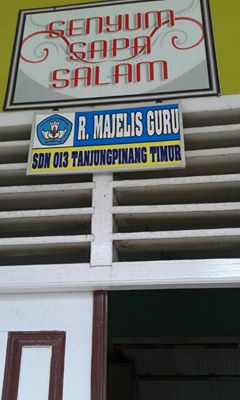 SENYUM
SAPA
SALAM
R. MAJELIS GURU
SDN 013 TANJUNGPINANG TIMUR